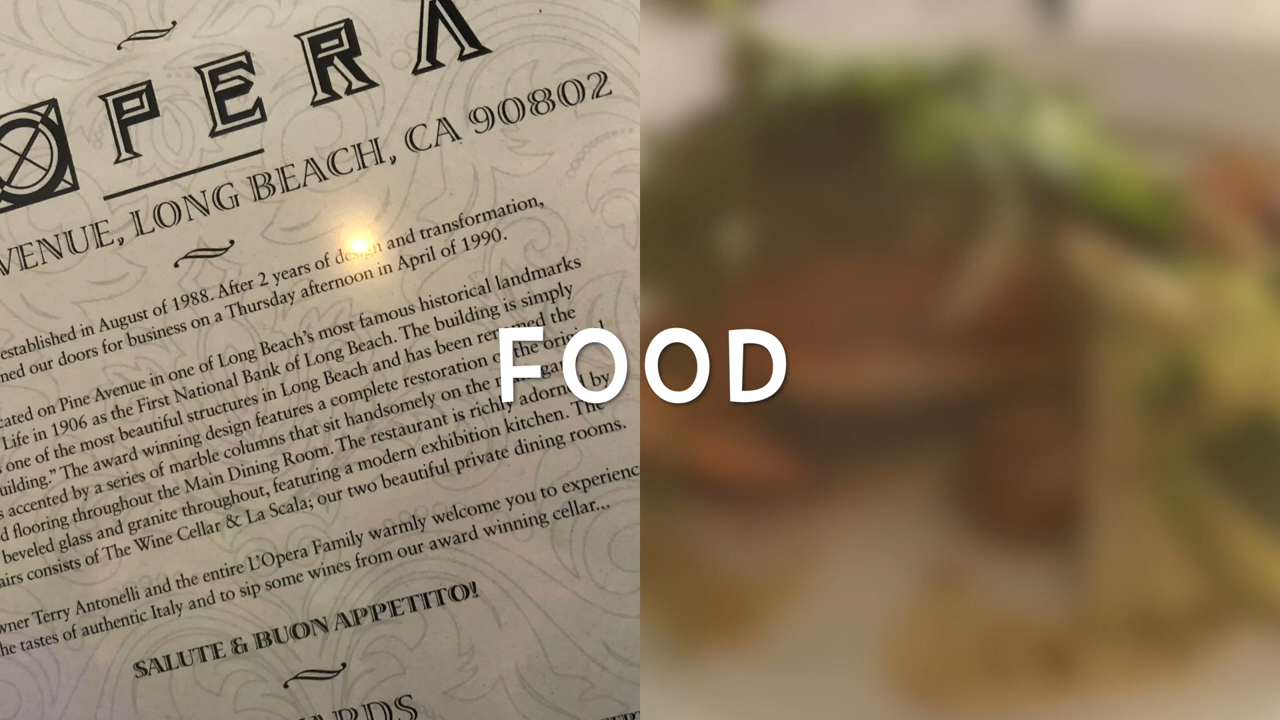 OPERA
VENUE, LONG BEACH, CA 90802
established in August of 1988. After 2 years of design and transformation,
ned our doors for business on a Thursday afternoon in April of 1990.
cated on Pine Avenue in one of Long Beach's most famous historical landmarks
Life in 1906 as the First National Bank of Long Beach. The building is simply
one of the most beautiful structures in Long Beach and has been renamed the
uilding." The award winning design features a complete restoration of the original
s accented by a series of marble columns that sit handsomely on the
d flooring throughout the Main Dining Room. The restaurant is richly adorned by
beveled glass and granite throughout, featuring a modern exhibition kitchen. The
airs consists of The Wine Cellar & La Scala; our two beautiful private dining rooms.
wner Terry Antonelli and the entire L'Opera Family warmly welcome you to experienc
he tastes of authentic Italy and to sip some wines from our award winning cellar...
SALUTE & BUON APPETITO!
ARDS
FOOD